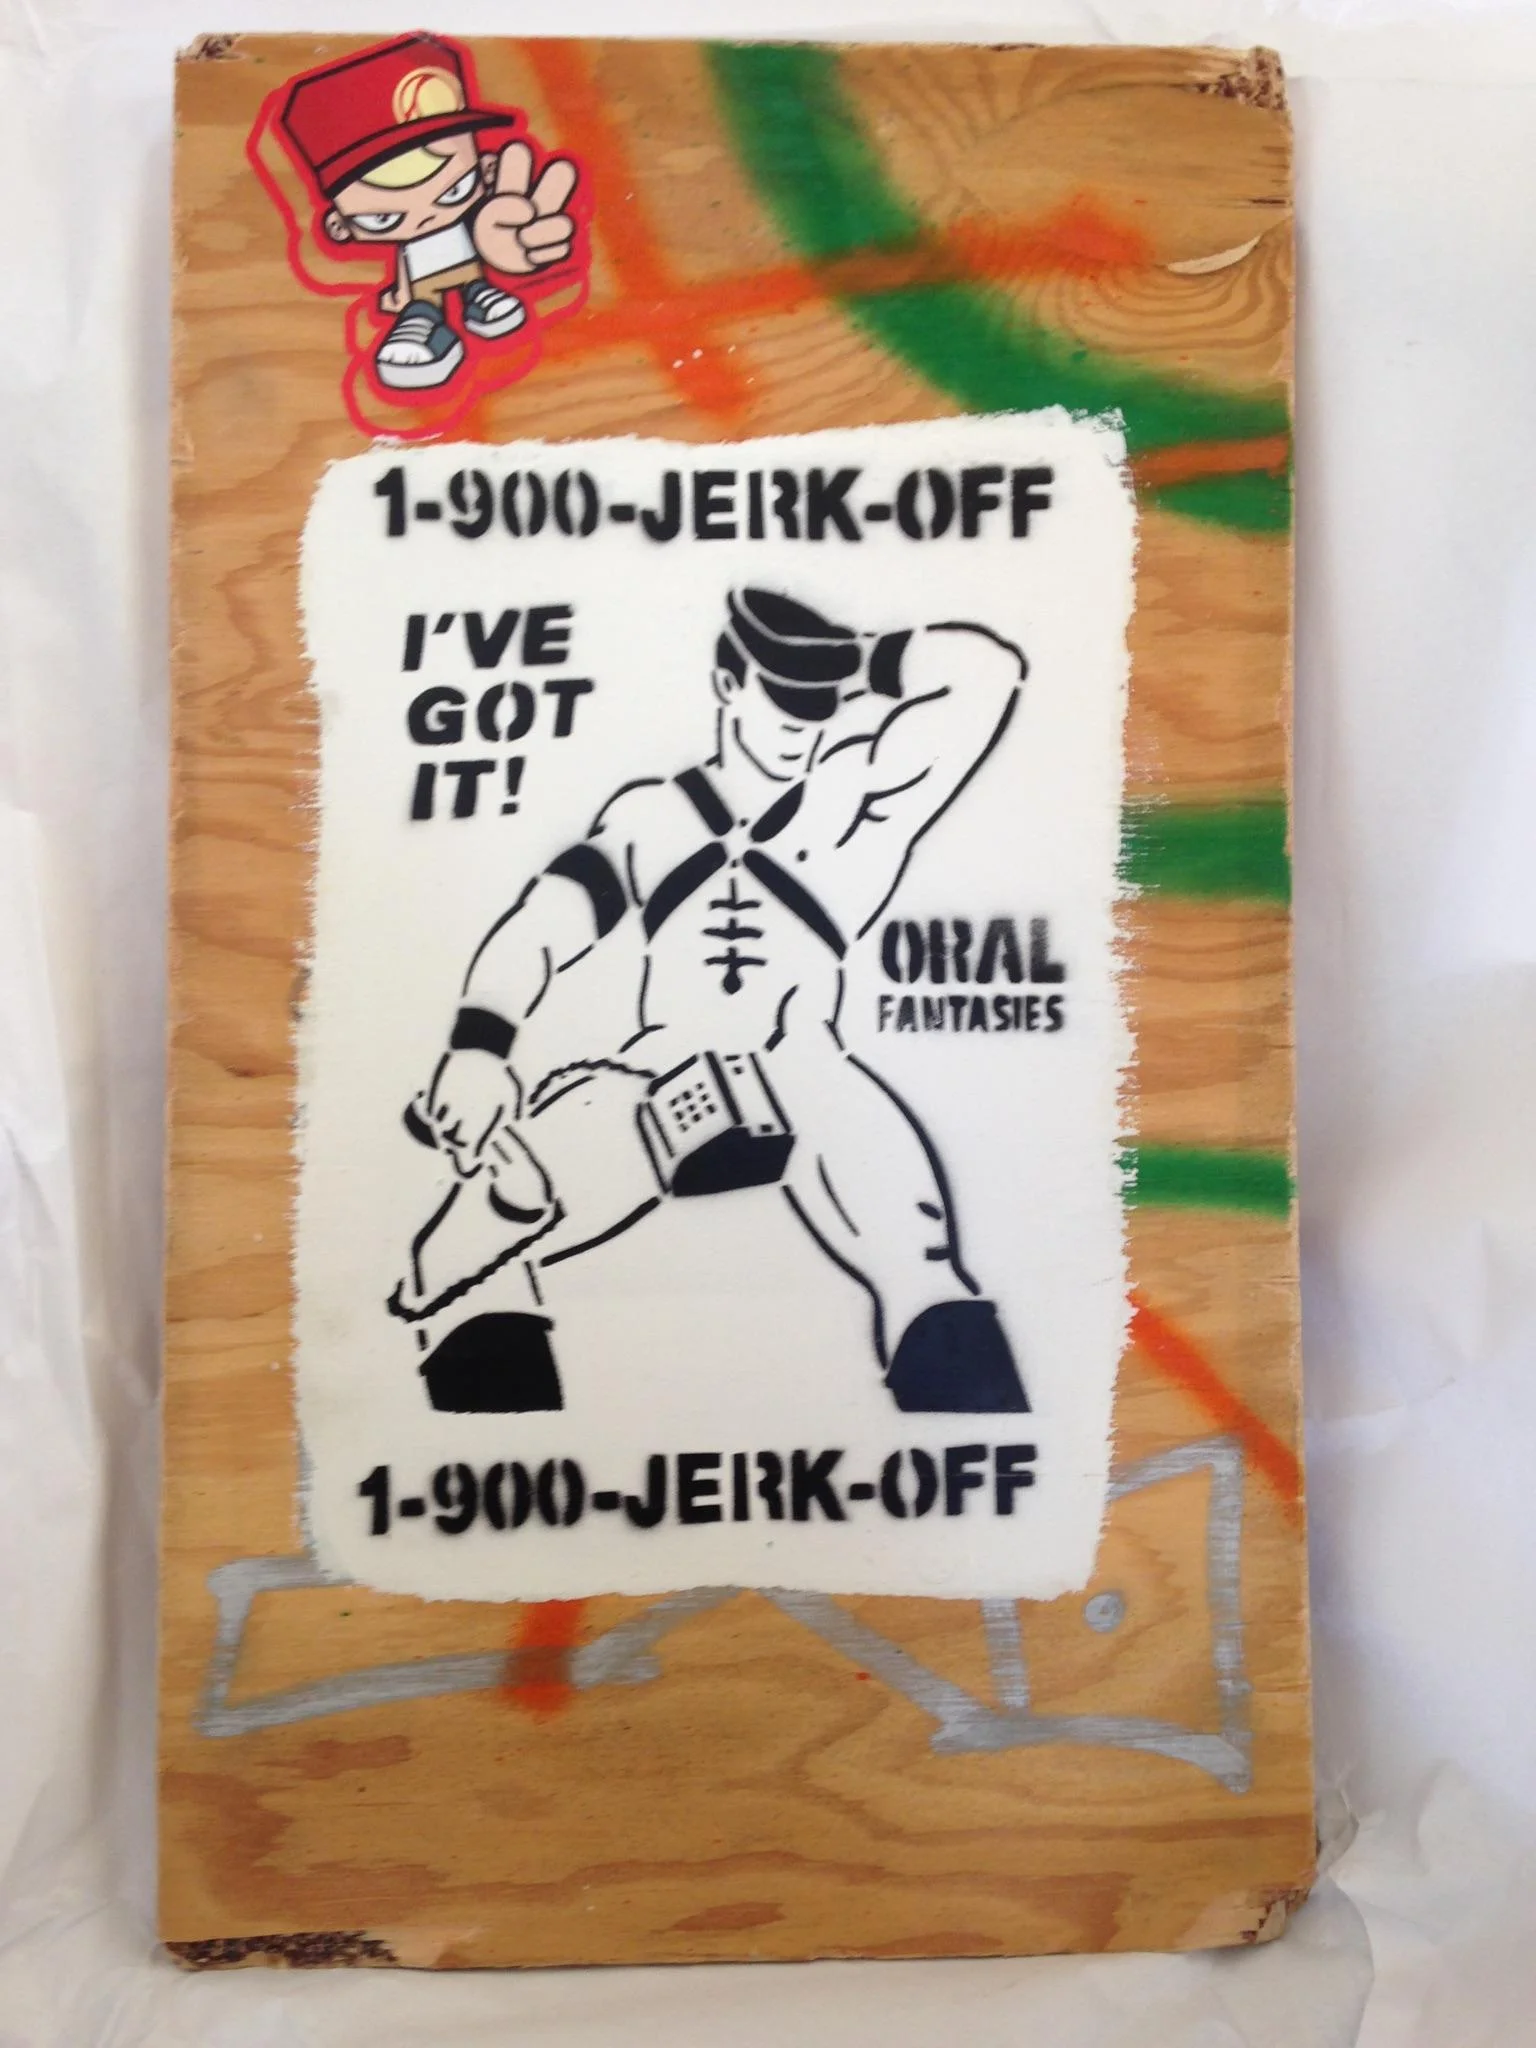 1-900-JERK-OFF
I'VE
GOT
IT!
ORAL
FANTASIES
1-900-JERK-OFF